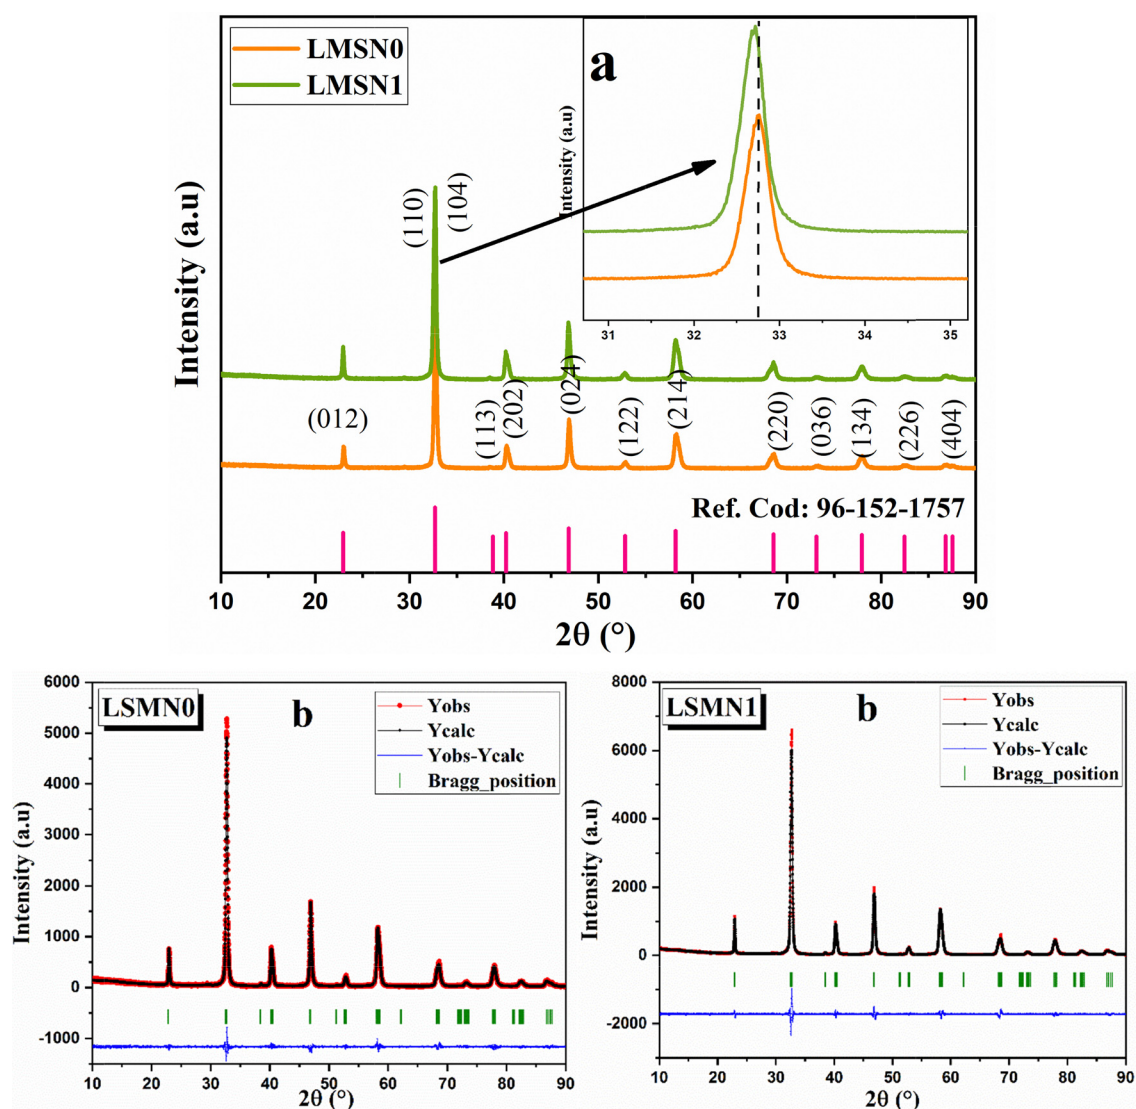 LMSN0
LMSN1
a
Intensity (a.u)
31 32 33 34 35
Intensity (a.u)
(110)
(104)
(012)
(113)
(202)
(024)
(122)
(214)
(220)
(036)
(134)
(226)
(404)
Ref. Cod: 96-152-1757
10 20 30 40 50 60 70 80 90
2θ (°)
LSMN0
b
Yobs
Ycalc
Yobs-Ycalc
Bragg_position
Intensity (a.u)
6000
5000
4000
3000
2000
1000
0
-1000
10 20 30 40 50 60 70 80 90
2θ (°)
LSMN1
b
Yobs
Ycalc
Yobs-Ycalc
Bragg_position
Intensity (a.u)
8000
6000
4000
2000
0
-2000
10 20 30 40 50 60 70 80 90
2θ (°)